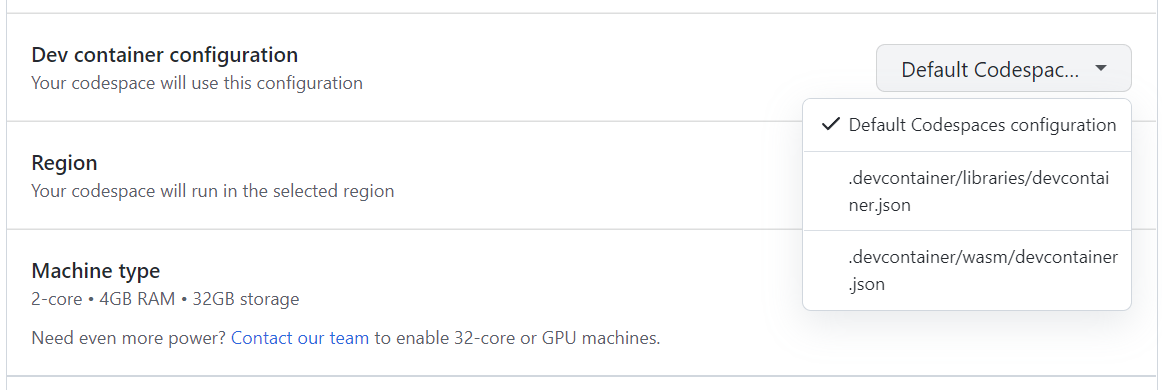 Dev container configuration
Your codespace will use this configuration
Default Codespac...
Default Codespaces configuration
.devcontainer/libraries/devcontai
ner.json
.devcontainer/wasm/devcontainer
.json
Region
Your codespace will run in the selected region
Machine type
2-core • 4GB RAM • 32GB storage
Need even more power? Contact our team to enable 32-core or GPU machines.